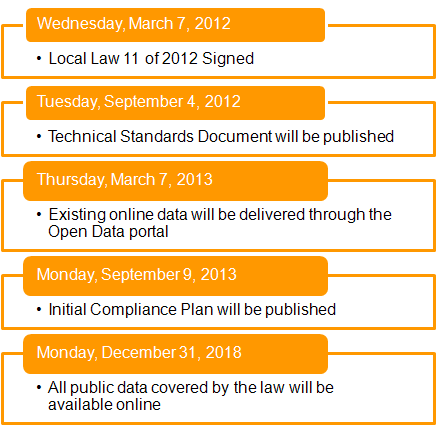 Wednesday, March 7, 2012
• Local Law 11 of 2012 Signed
Tuesday, September 4, 2012
• Technical Standards Document will be published
Thursday, March 7, 2013
• Existing online data will be delivered through the
Open Data portal
Monday, September 9, 2013
• Initial Compliance Plan will be published
Monday, December 31, 2018
• All public data covered by the law will be
available online